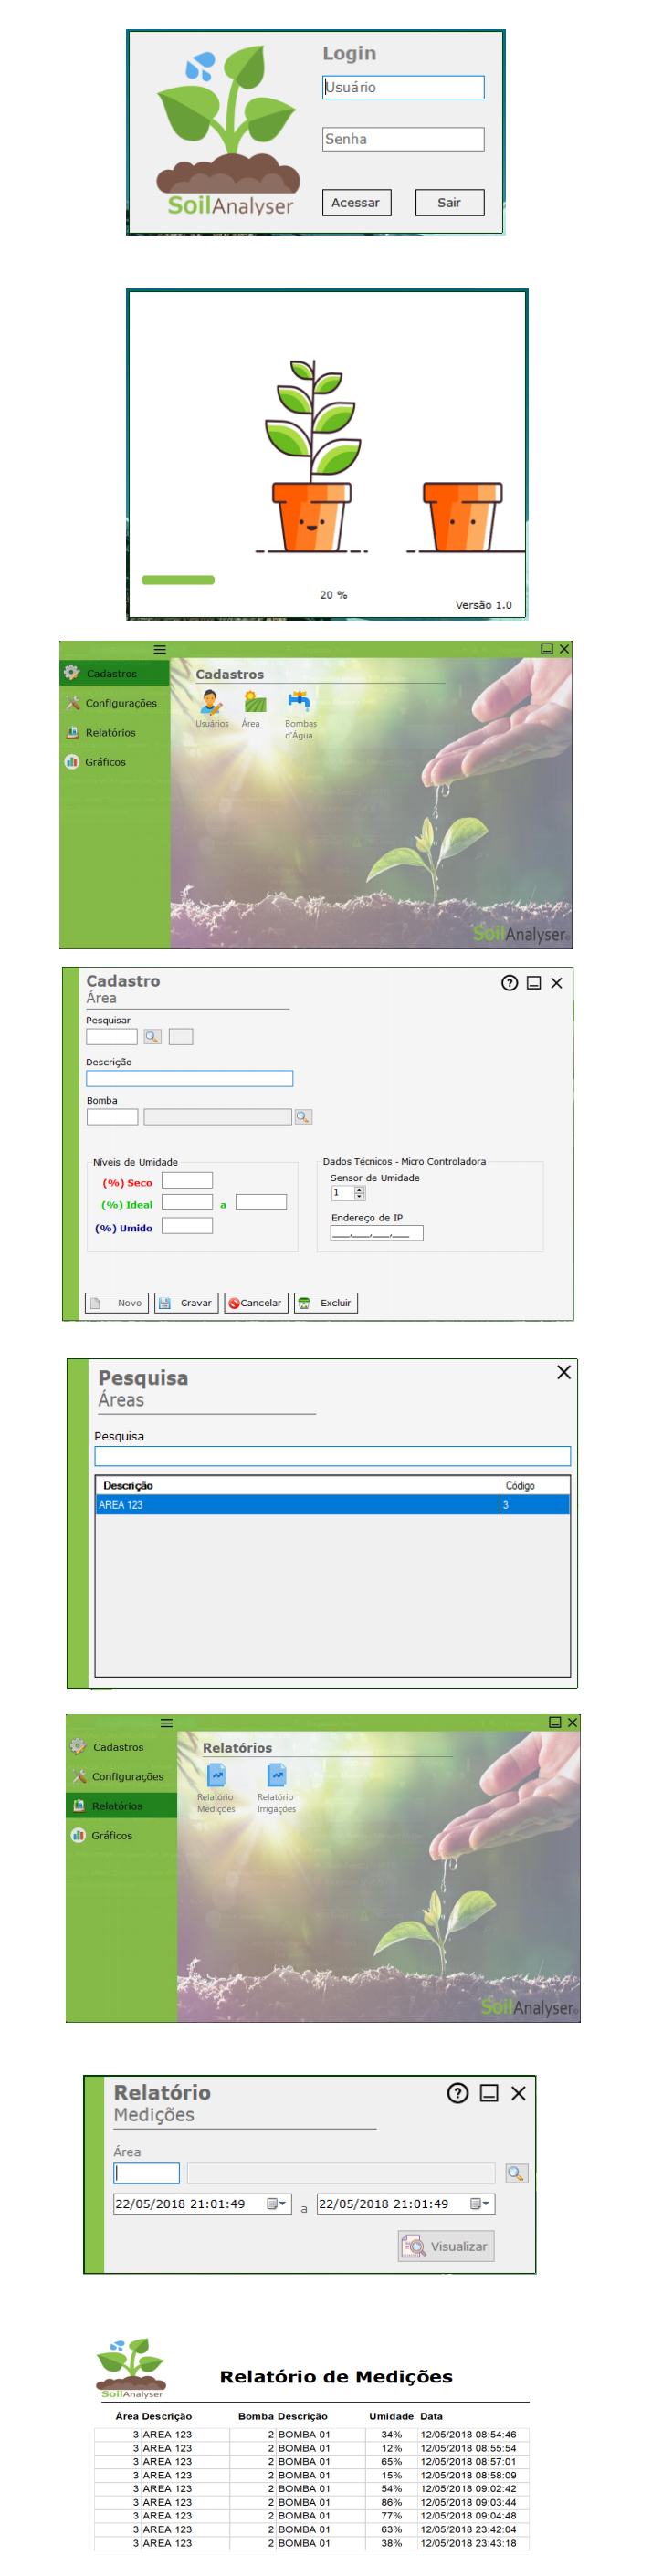 Login
Usuário
Senha
Acessar Sair
SoilAnalyser
20 %
Versão 1.0
Cadastros
Configurações
Relatórios
Gráficos
Cadastros
Usuários Área Bombas d'Água
SoilAnalyser
Cadastro
Área
Pesquisar
Descrição
Bomba
Níveis de Umidade
(%) Seco
(%) Ideal a
(%) Umido
Dados Técnicos - Micro Controladora
Sensor de Umidade
1
Endereço de IP
___.___.___.___
Novo Gravar Cancelar Excluir
Pesquisa
Áreas
Pesquisa
Descrição Código
AREA 123 3
Cadastros
Configurações
Relatórios
Gráficos
Relatórios
Relatório Medições Relatório Irrigações
SoilAnalyser
Relatório
Medições
Área
22/05/2018 21:01:49 a 22/05/2018 21:01:49
Visualizar
SoilAnalyser
Relatório de Medições
Área Descrição Bomba Descrição Umidade Data
3 AREA 123 2 BOMBA 01 34% 12/05/2018 08:54:46
3 AREA 123 2 BOMBA 01 12% 12/05/2018 08:55:54
3 AREA 123 2 BOMBA 01 65% 12/05/2018 08:57:01
3 AREA 123 2 BOMBA 01 15% 12/05/2018 08:58:09
3 AREA 123 2 BOMBA 01 54% 12/05/2018 09:02:42
3 AREA 123 2 BOMBA 01 86% 12/05/2018 09:03:44
3 AREA 123 2 BOMBA 01 77% 12/05/2018 09:04:48
3 AREA 123 2 BOMBA 01 63% 12/05/2018 23:42:04
3 AREA 123 2 BOMBA 01 38% 12/05/2018 23:43:18